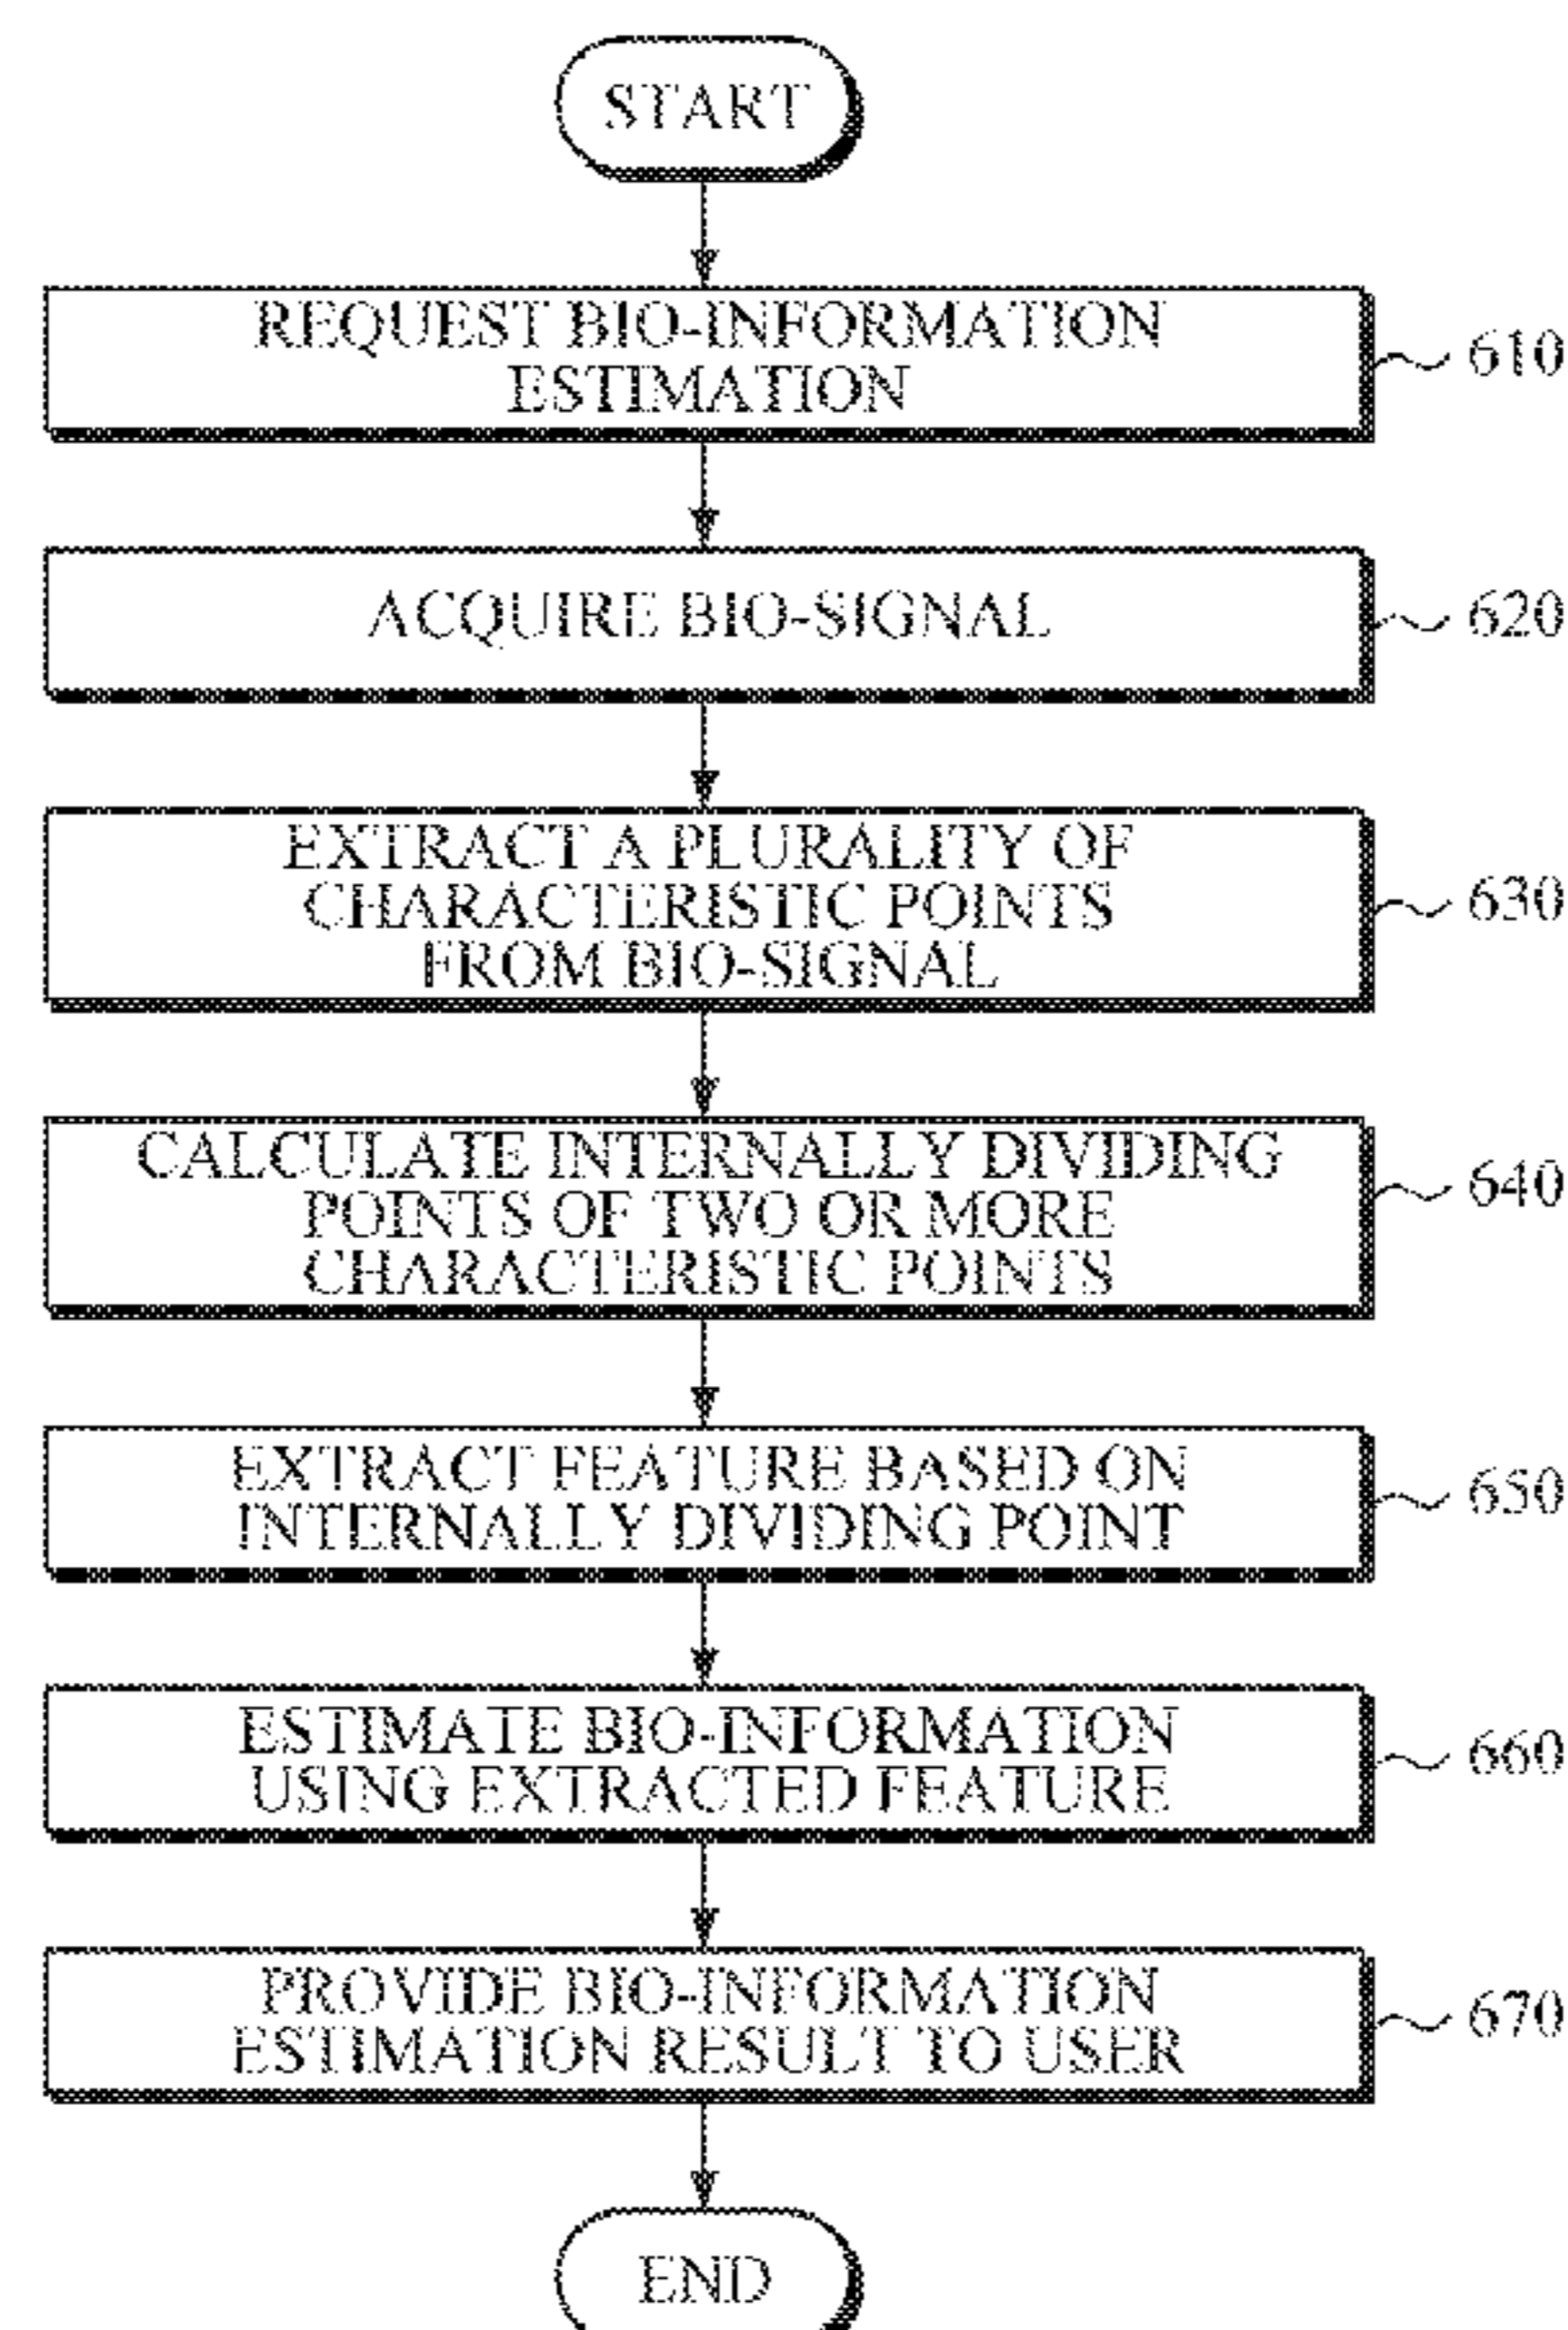 START
REQUEST BIO-INFORMATION
ESTIMATION
610
ACQUIRE BIO-SIGNAL
620
EXTRACT A PLURALITY OF
CHARACTERISTIC POINTS
FROM BIO-SIGNAL
630
CALCULATE INTERNALLY DIVIDING
POINTS OF TWO OR MORE
CHARACTERISTIC POINTS
640
EXTRACT FEATURE BASED ON
INTERNALLY DIVIDING POINT
650
ESTIMATE BIO-INFORMATION
USING EXTRACTED FEATURE
660
PROVIDE BIO-INFORMATION
ESTIMATION RESULT TO USER
670
END